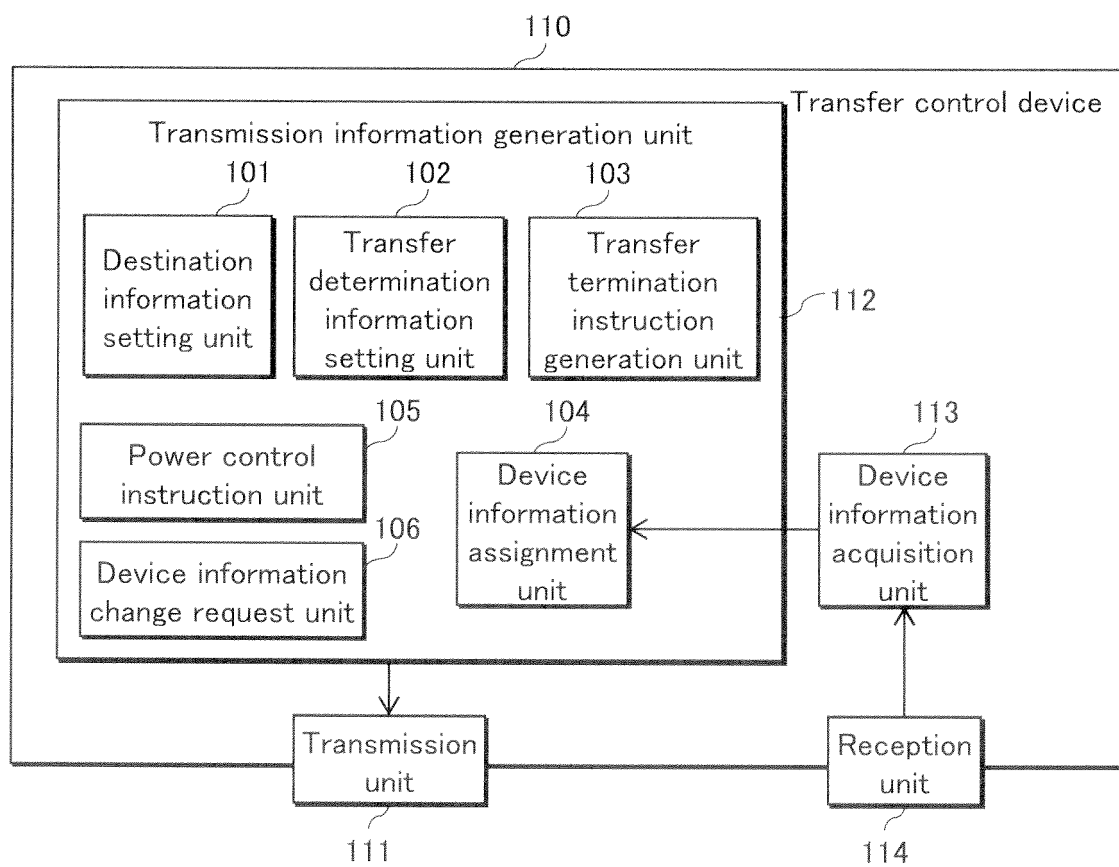 110
Transfer control device
Transmission information generation unit
101
102
103
Destination
information
setting unit
Transfer
determination
information
setting unit
Transfer
termination
instruction
generation unit
112
105
Power control
instruction unit
104
Device
information
assignment
unit
113
Device
information
acquisition
unit
106
Device information
change request unit
Transmission
unit
111
Reception
unit
114